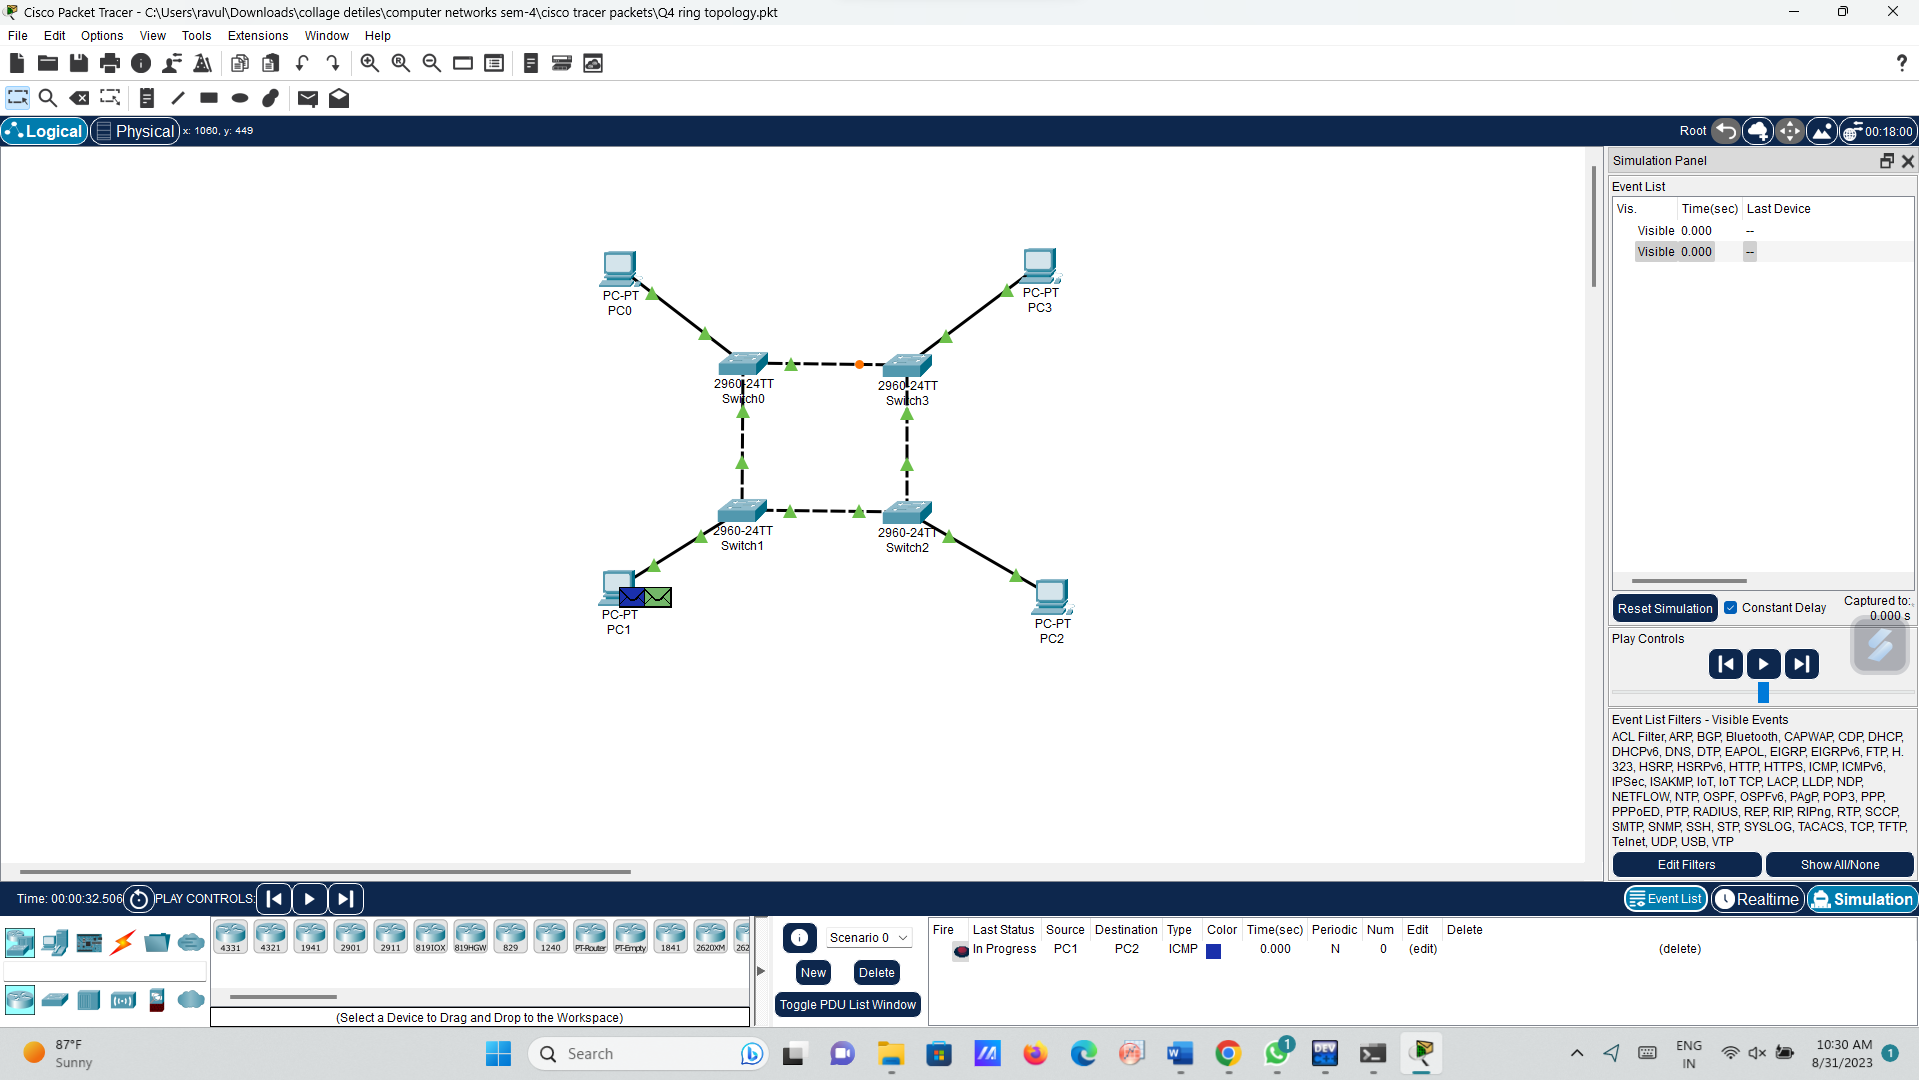 Cisco Packet Tracer - C:\Users\ravul\Downloads\collage detiles\computer networks sem-4\cisco tracer packets\Q4 ring topology.pkt
File Edit Options View Tools Extensions Window Help
Logical Physical x: 1060, y: 449
Root 00:18:00
Simulation Panel
Event List
Vis. Time(sec) Last Device
Visible 0.000 --
Visible 0.000 --
PC-PT
PC0
PC-PT
PC3
2960-24TT
Switch0
2960-24TT
Switch3
2960-24TT
Switch1
2960-24TT
Switch2
PC-PT
PC1
PC-PT
PC2
Reset Simulation Constant Delay Captured to:
0.000 s
Play Controls
Event List Filters - Visible Events
ACL Filter, ARP, BGP, Bluetooth, CAPWAP, CDP, DHCP,
DHCPv6, DNS, DTP, EAPOL, EIGRP, EIGRPv6, FTP, H.
323, HSRP, HSRPv6, HTTP, HTTPS, ICMP, ICMPv6,
IPSec, ISAKMP, IoT, IoT TCP, LACP, LLDP, NDP,
NETFLOW, NTP, OSPF, OSPFv6, PAgP, POP3, PPP,
PPPoED, PTP, RADIUS, REP, RIP, RIPng, RTP, SCCP,
SMTP, SNMP, SSH, STP, SYSLOG, TACACS, TCP, TFTP,
Telnet, UDP, USB, VTP
Edit Filters Show All/None
Time: 00:00:32.506 PLAY CONTROLS:
Event List Realtime Simulation
4331 4321 1941 2901 2911 819IOX 819HGW 829 1240 PT-Router PT-Empty 1841 2620XM 262
(Select a Device to Drag and Drop to the Workspace)
Scenario 0
New Delete
Toggle PDU List Window
Fire Last Status Source Destination Type Color Time(sec) Periodic Num Edit Delete
In Progress PC1 PC2 ICMP 0.000 N 0 (edit) (delete)
87°F
Sunny
Search
1
DEV
ENG
IN
10:30 AM
8/31/2023
1